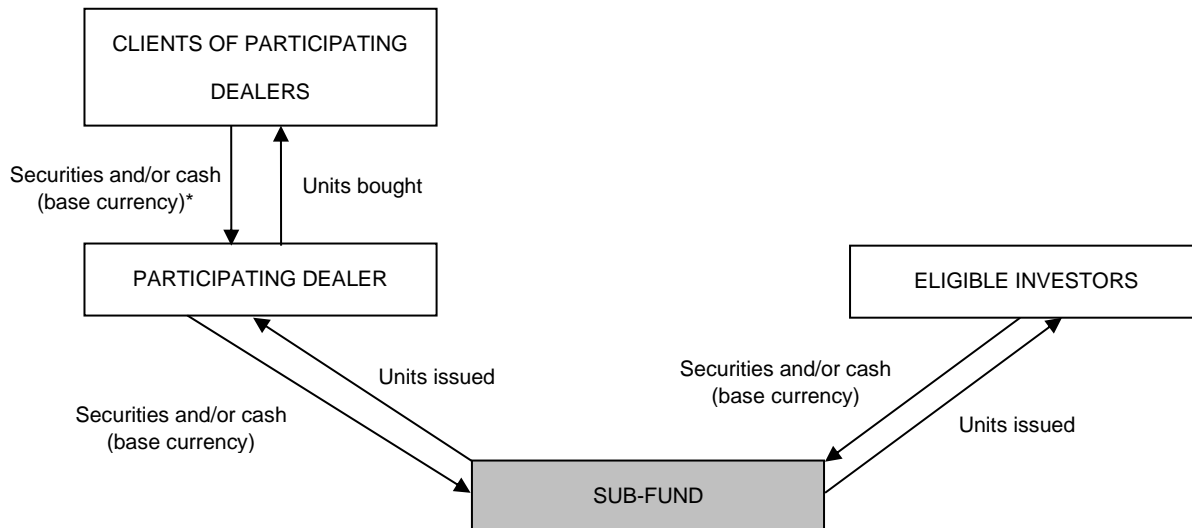 CLIENTS OF PARTICIPATING
DEALERS
Securities and/or cash
(base currency)*
Units bought
PARTICIPATING DEALER
ELIGIBLE INVESTORS
Units issued
Securities and/or cash
(base currency)
Securities and/or cash
(base currency)
Units issued
SUB-FUND